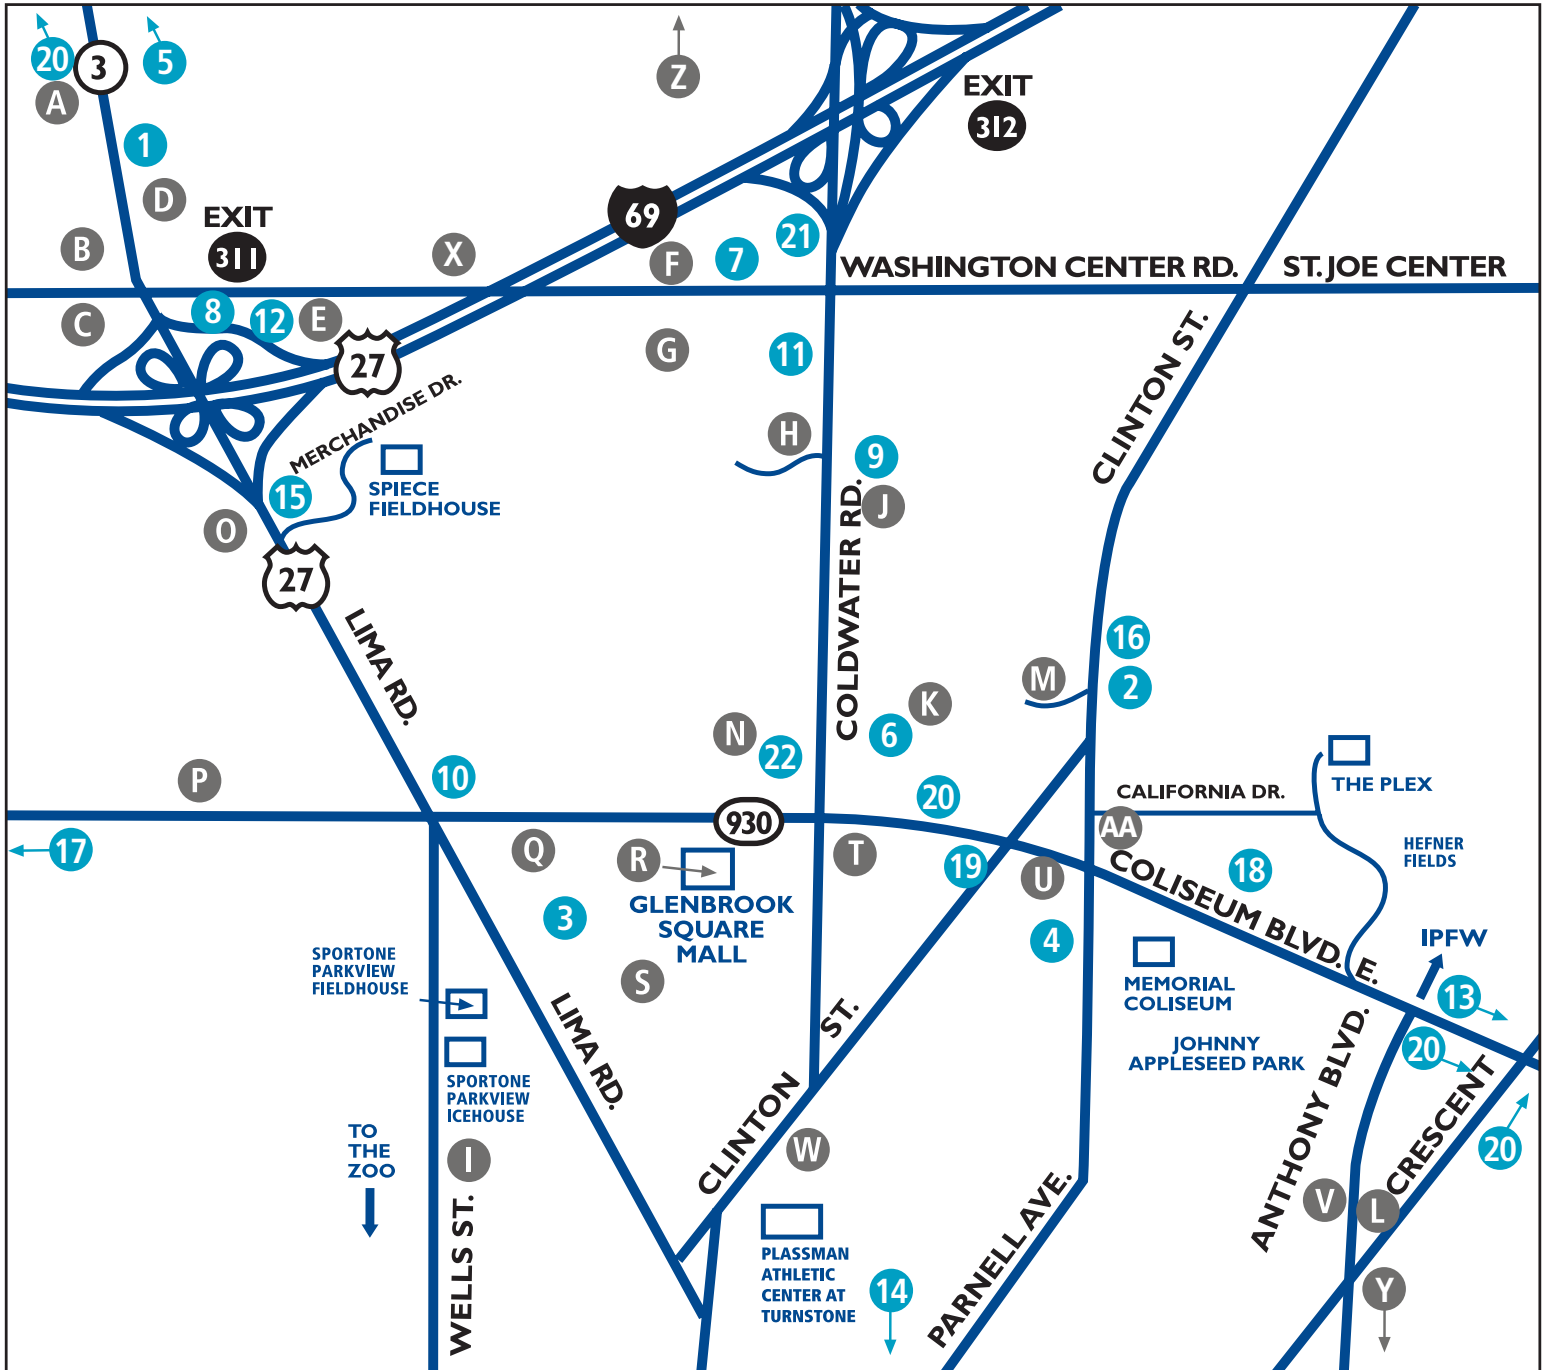 20
3
5
Z
A
EXIT
312
1
D
69
EXIT
311
B
X
F
7
21
WASHINGTON CENTER RD.
ST. JOE CENTER
C
8
12
E
27
G
11
MERCHANDISE DR.
CLINTON ST.
H
9
SPIECE
FIELDHOUSE
15
J
O
27
COLDWATER RD.
LIMA RD.
16
M
2
K
N
22
6
THE PLEX
P
10
20
CALIFORNIA DR.
930
AA
17
Q
R
T
19
U
COLISEUM BLVD. E.
18
HEFNER
FIELDS
GLENBROOK
SQUARE
MALL
3
4
IPFW
SPORTONE
PARKVIEW
FIELDHOUSE
S
MEMORIAL
COLISEUM
13
LIMA RD.
ST.
JOHNNY
APPLESEED PARK
20
SPORTONE
PARKVIEW
ICEHOUSE
CLINTON
ANTHONY BLVD.
CRESCENT
20
TO
THE
ZOO
I
W
V
L
WELLS ST.
PLASSMAN
ATHLETIC
CENTER AT
TURNSTONE
14
PARNELL AVE.
Y